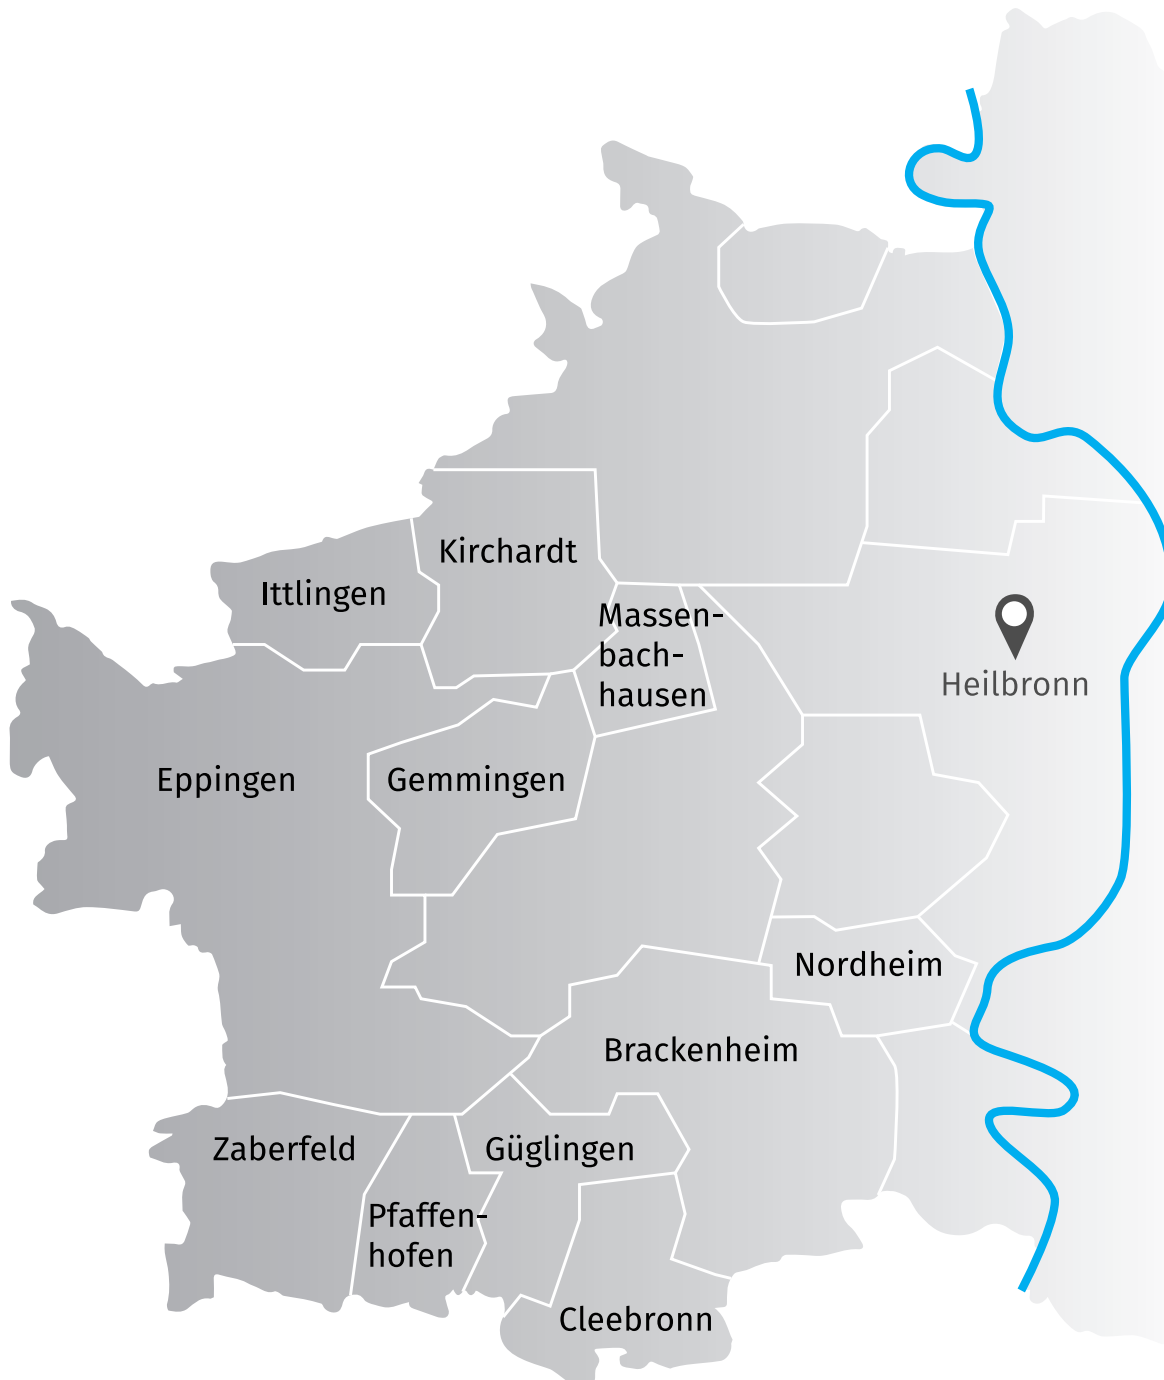 Kirchardt
Ittlingen
Massen-
bach-
hausen
Heilbronn
Eppingen
Gemmingen
Nordheim
Brackenheim
Zaberfeld
Güglingen
Pfaffen-
hofen
Cleebronn